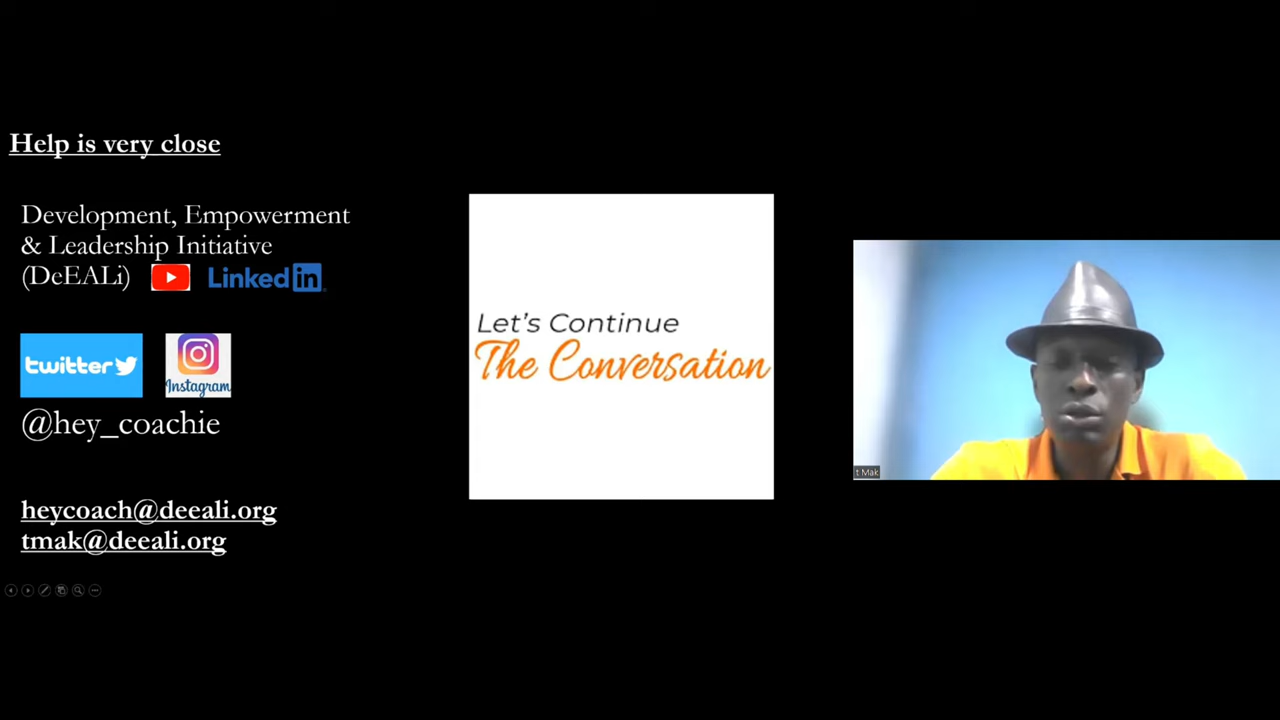 Help is very close
Development, Empowerment
& Leadership Initiative
(DeEALi)
Linked in
twitter
Instagram
@hey_coachie
heycoach@deeali.org
tmak@deeali.org
Let's Continue
The Conversation
t Mak